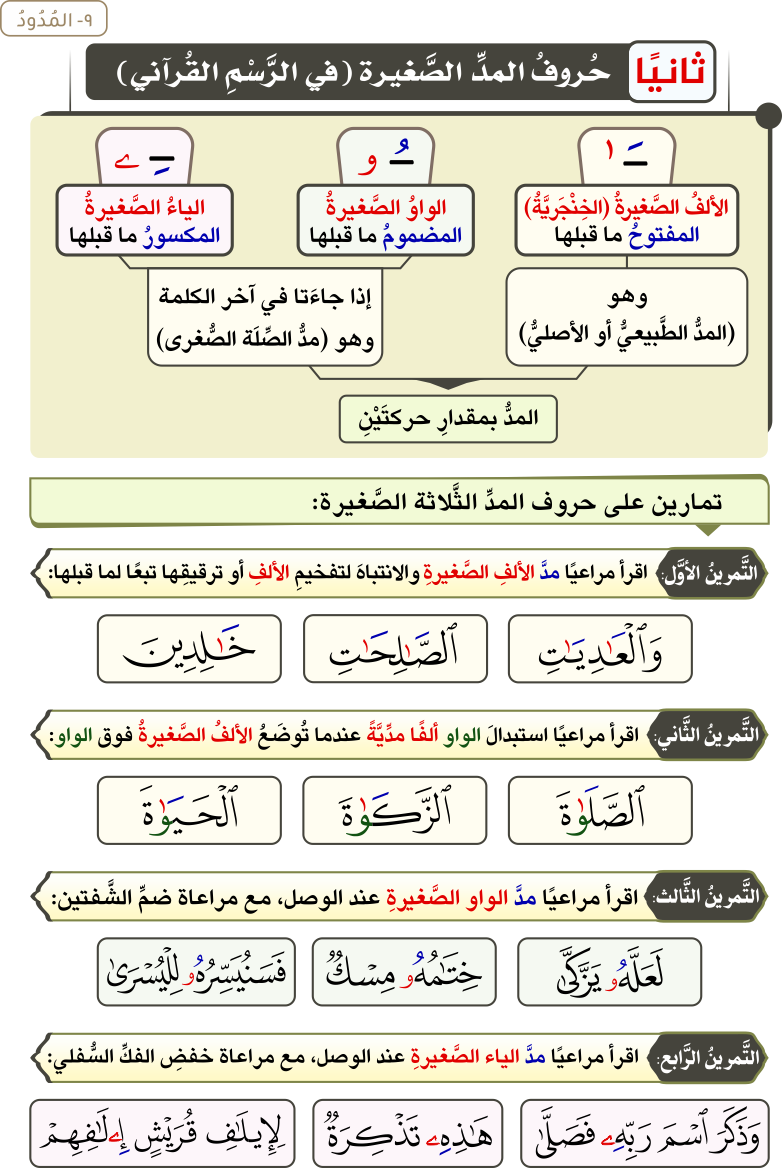 ٩- المُدُودُ
ثانيًا حُروفُ المدِّ الصَّغيرة (في الرَّسْمِ القُرآني)
ـَ ١
ـُ و
ـِ ے
الألفُ الصَّغيرةُ (الخِنْجَريَّةُ)
المفتوحُ ما قبلها
الواوُ الصَّغيرةُ
المضمومُ ما قبلها
الياءُ الصَّغيرةُ
المكسورُ ما قبلها
وهو
(المدُّ الطَّبيعيُّ أو الأصليُّ)
إذا جاءَتا في آخر الكلمة
وهو (مدُّ الصِّلَة الصُّغرى)
المدُّ بمقدارِ حركتَيْنِ
تمارين على حروف المدِّ الثَّلاثة الصَّغيرة:
التَّمرينُ الأوَّل: اقرأ مراعيًا مدَّ الألفِ الصَّغيرةِ والانتباهَ لتفخيمِ الألفِ أو ترقيقِها تبعًا لما قبلها:
وَٱلۡعَٰدِيَٰتِ ٱلصَّٰلِحَٰتِ خَٰلِدِينَ
التَّمرينُ الثَّاني: اقرأ مراعيًا استبدالَ الواو ألفًا مدِّيَّةً عندما تُوضَعُ الألفُ الصَّغيرةُ فوق الواو:
ٱلصَّلَوٰةَ ٱلزَّكَوٰةَ ٱلۡحَيَوٰةَ
التَّمرينُ الثَّالث: اقرأ مراعيًا مدَّ الواو الصَّغيرةِ عند الوصل، مع مراعاة ضمِّ الشَّفتين:
لَعَلَّهُۥ يَزَّكَّىٰ خِتَٰمُهُۥ مِسۡكٞ فَسَنُيَسِّرُهُۥ لِلۡيُسۡرَىٰ
التَّمرينُ الرَّابع: اقرأ مراعيًا مدَّ الياء الصَّغيرةِ عند الوصل، مع مراعاة خفضِ الفكِّ السُّفلي:
وَذَكَرَ ٱسۡمَ رَبِّهِۦ فَصَلَّىٰ هَٰذِهِۦ تَذۡكِرَةٞ لِإِيلَٰفِ قُرَيۡشٍ إِۦلَٰفِهِمۡ